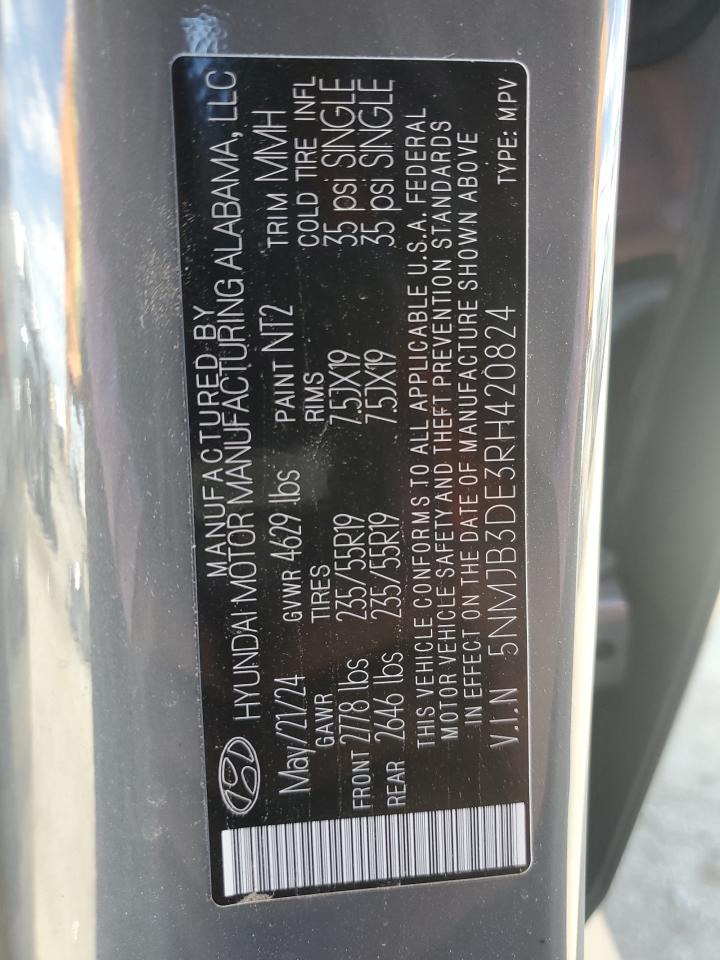 MANUFACTURED BY
HYUNDAI MOTOR MANUFACTURING ALABAMA, LLC
May/21/24 GVWR 4629 lbs PAINT NT2 TRIM MMH
GAWR TIRES RIMS COLD TIRE INFL
FRONT 2778 lbs 235/55R19 7.5JX19 35 psi SINGLE
REAR 2646 lbs 235/55R19 7.5JX19 35 psi SINGLE
THIS VEHICLE CONFORMS TO ALL APPLICABLE U.S.A. FEDERAL
MOTOR VEHICLE SAFETY AND THEFT PREVENTION STANDARDS
IN EFFECT ON THE DATE OF MANUFACTURE SHOWN ABOVE
V.I.N 5NMJB3DE3RH420824 TYPE: MPV